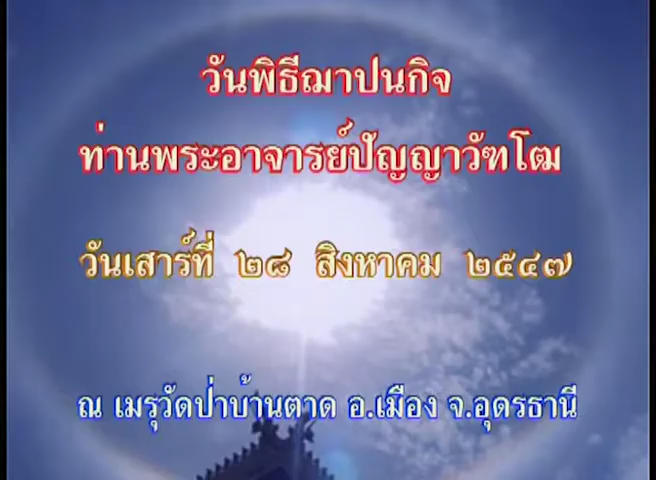 วันพิธีฌาปนกิจ
ท่านพระอาจารย์ปัญญาวัฑโฒ
วันเสาร์ที่ ๒๘ สิงหาคม ๒๕๔๗
ณ เมรุวัดป่าบ้านตาด อ.เมือง จ.อุดรธานี